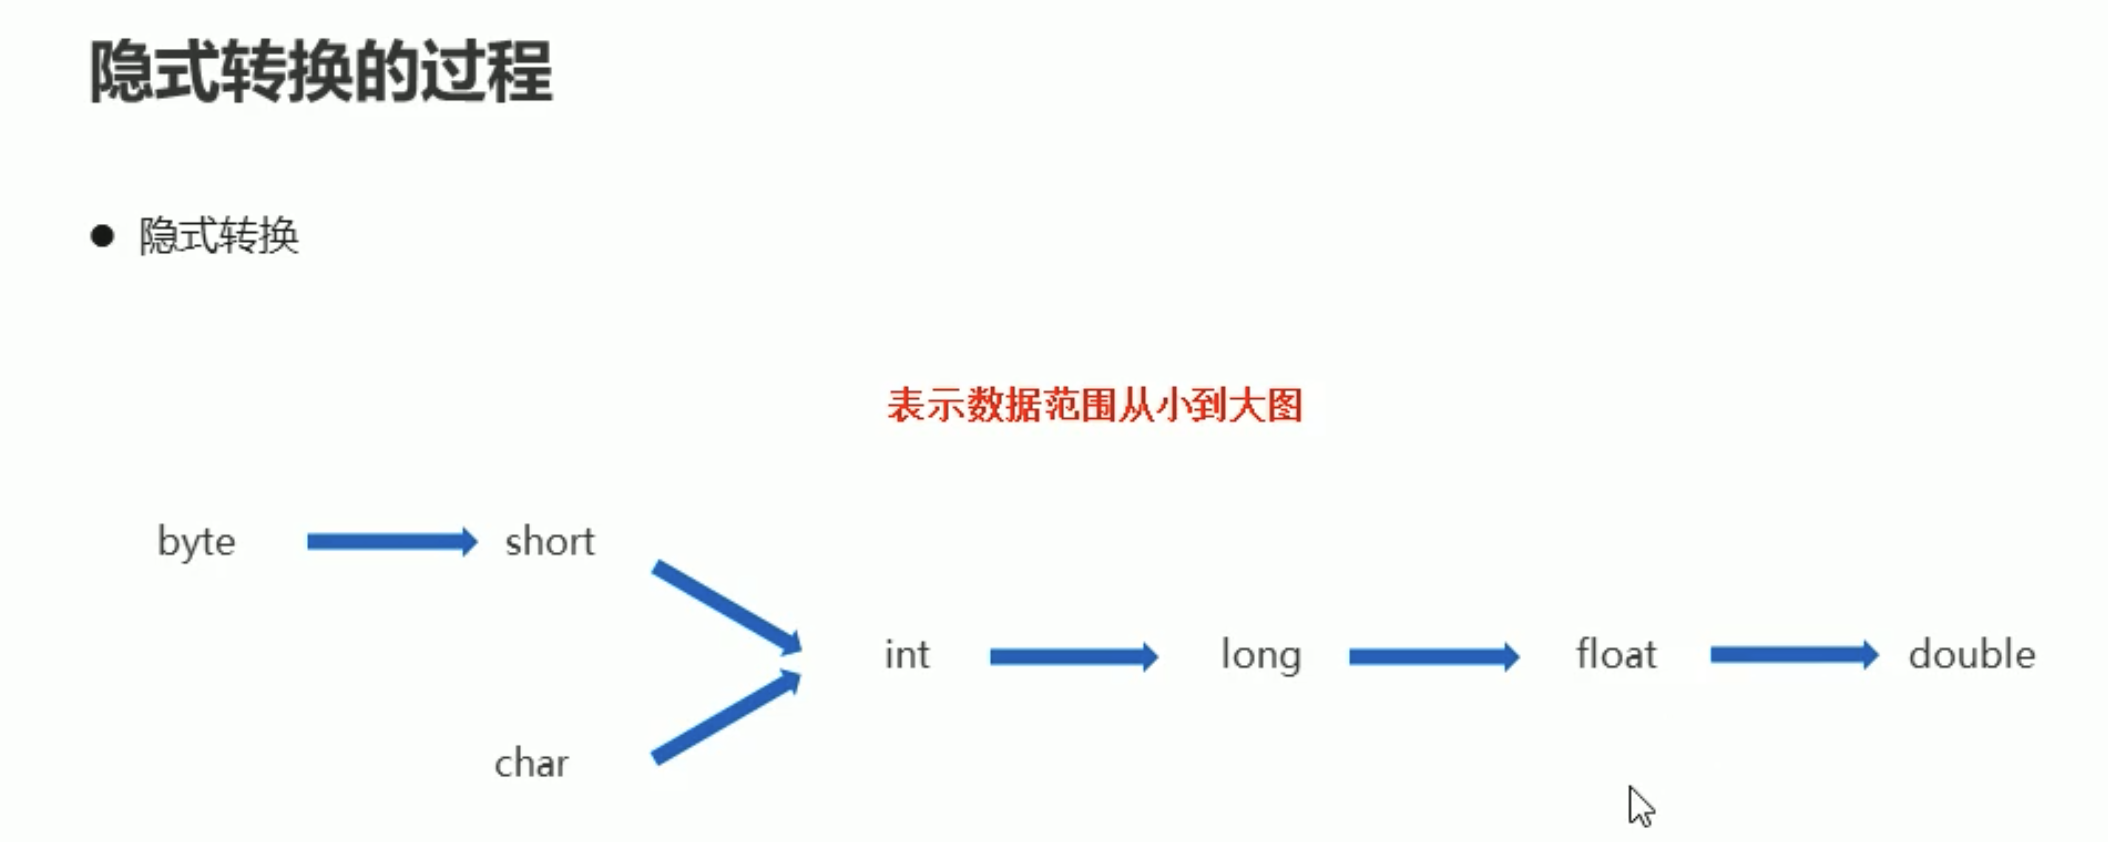 隐式转换的过程
隐式转换
表示数据范围从小到大图
byte short
int long float double
char